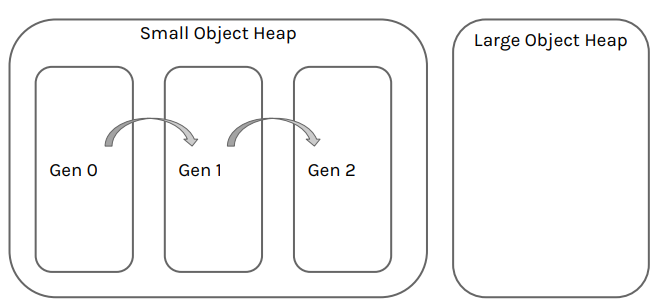 Small Object Heap
Large Object Heap
Gen 0
Gen 1
Gen 2